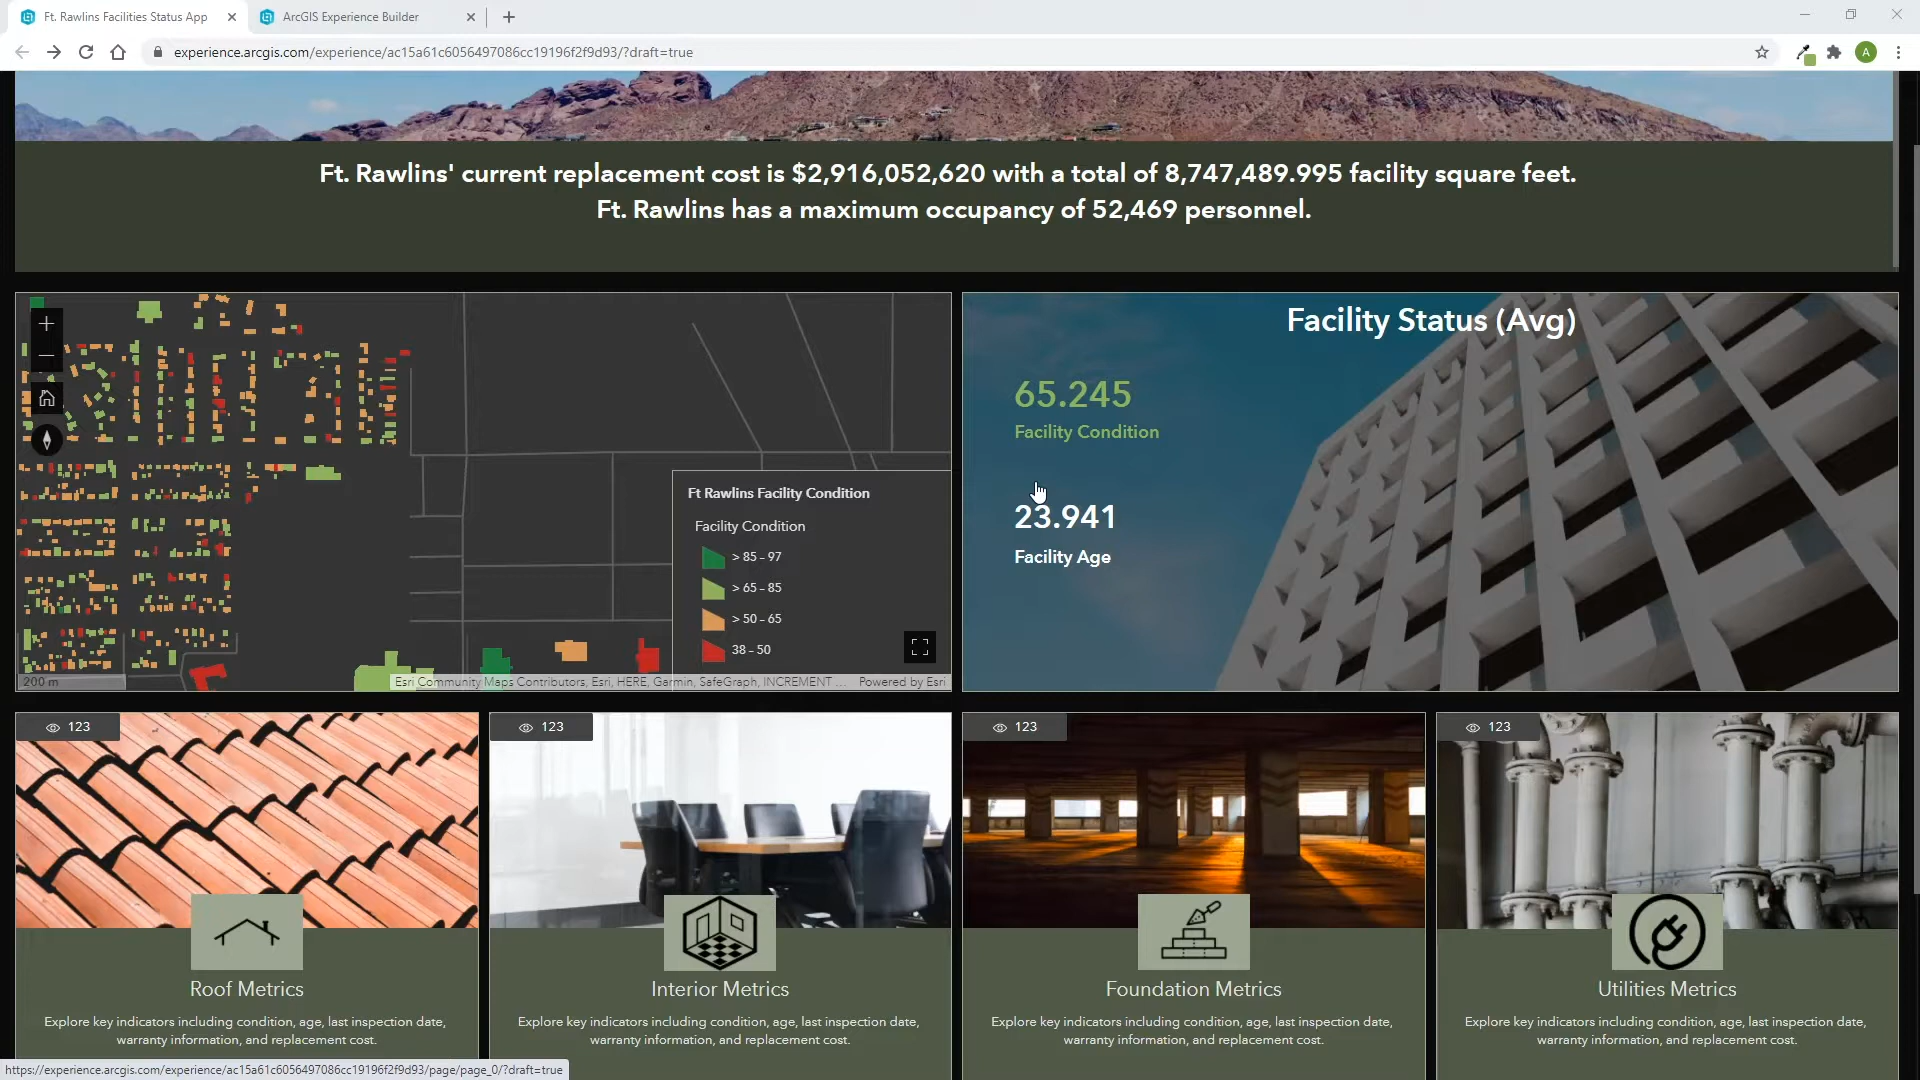 Ft. Rawlins Facilities Status App
ArcGIS Experience Builder
experience.arcgis.com/experience/ac15a61c6056497086cc19196f2f9d93/?draft=true
A
Ft. Rawlins' current replacement cost is $2,916,052,620 with a total of 8,747,489.995 facility square feet.
Ft. Rawlins has a maximum occupancy of 52,469 personnel.
Ft Rawlins Facility Condition
Facility Condition
> 85 – 97
> 65 – 85
> 50 – 65
38 – 50
200 m
Esri Community Maps Contributors, Esri, HERE, Garmin, SafeGraph, INCREMENT ...
Powered by Esri
Facility Status (Avg)
65.245
Facility Condition
23.941
Facility Age
123
123
123
123
Roof Metrics
Explore key indicators including condition, age, last inspection date,
warranty information, and replacement cost.
Interior Metrics
Explore key indicators including condition, age, last inspection date,
warranty information, and replacement cost.
Foundation Metrics
Explore key indicators including condition, age, last inspection date,
warranty information, and replacement cost.
Utilities Metrics
Explore key indicators including condition, age, last inspection date,
warranty information, and replacement cost.
https://experience.arcgis.com/experience/ac15a61c6056497086cc19196f2f9d93/page/page_0/?draft=true